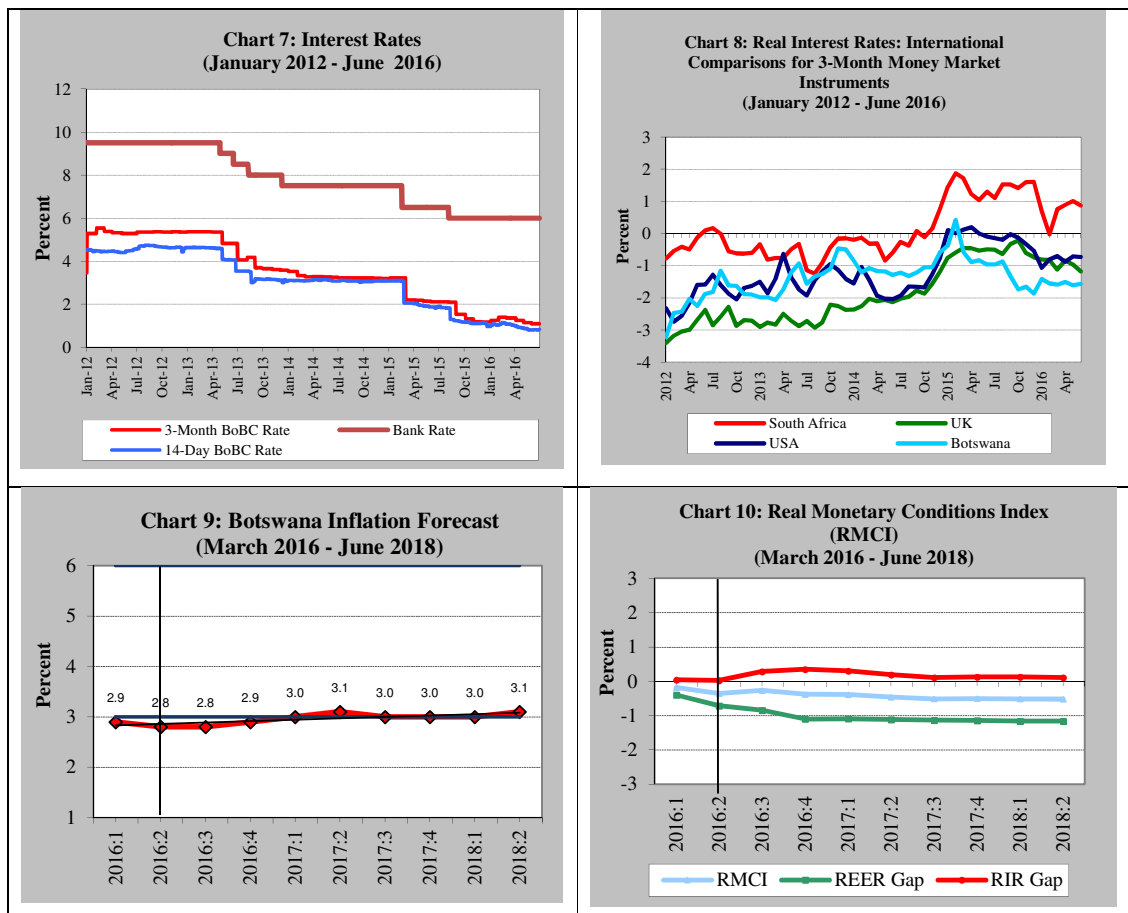 Chart 7: Interest Rates
(January 2012 - June 2016)
Percent
12
10
8
6
4
2
0
Jan-12
Apr-12
Jul-12
Oct-12
Jan-13
Apr-13
Jul-13
Oct-13
Jan-14
Apr-14
Jul-14
Oct-14
Jan-15
Apr-15
Jul-15
Oct-15
Jan-16
Apr-16
3-Month BoBC Rate
Bank Rate
14-Day BoBC Rate
Chart 8: Real Interest Rates: International
Comparisons for 3-Month Money Market
Instruments
(January 2012 - June 2016)
Percent
3
2
1
0
-1
-2
-3
-4
2012
Apr
Jul
Oct
2013
Apr
Jul
Oct
2014
Apr
Jul
Oct
2015
Apr
Jul
Oct
2016
Apr
South Africa
UK
USA
Botswana
Chart 9: Botswana Inflation Forecast
(March 2016 - June 2018)
Percent
6
5
4
3
2
1
2.9
2.8
2.8
2.9
3.0
3.1
3.0
3.0
3.0
3.1
2016:1
2016:2
2016:3
2016:4
2017:1
2017:2
2017:3
2017:4
2018:1
2018:2
Chart 10: Real Monetary Conditions Index
(RMCI)
(March 2016 - June 2018)
Percent
3
2
1
0
-1
-2
-3
2016:1
2016:2
2016:3
2016:4
2017:1
2017:2
2017:3
2017:4
2018:1
2018:2
RMCI
REER Gap
RIR Gap